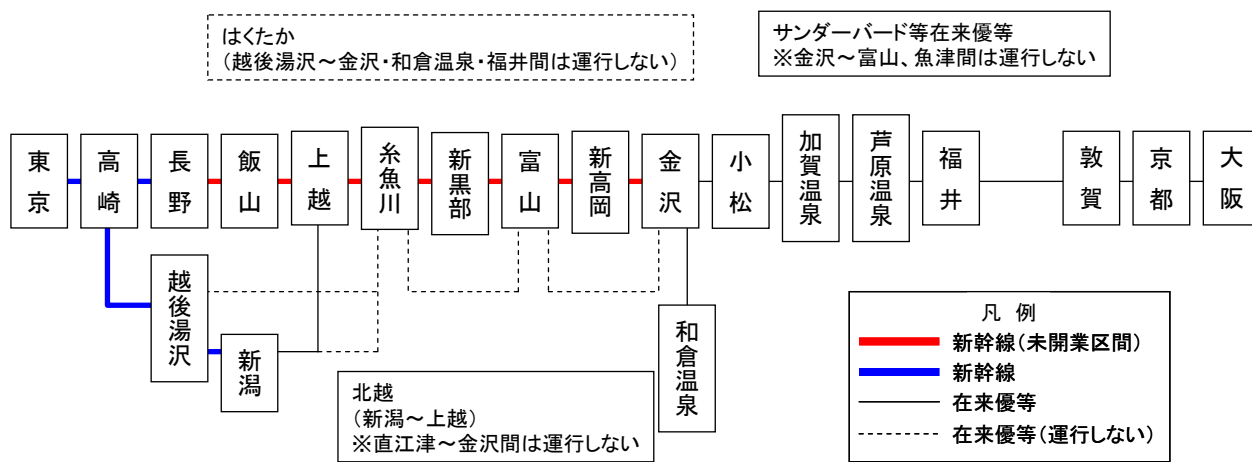 はくたか
(越後湯沢～金沢・和倉温泉・福井間は運行しない)
サンダーバード等在来優等
※金沢～富山、魚津間は運行しない
東京
高崎
長野
飯山
上越
糸魚川
新黒部
富山
新高岡
金沢
小松
加賀温泉
芦原温泉
福井
敦賀
京都
大阪
越後湯沢
新潟
和倉温泉
北越
(新潟～上越)
※直江津～金沢間は運行しない
凡 例
新幹線(未開業区間)
新幹線
在来優等
在来優等(運行しない)